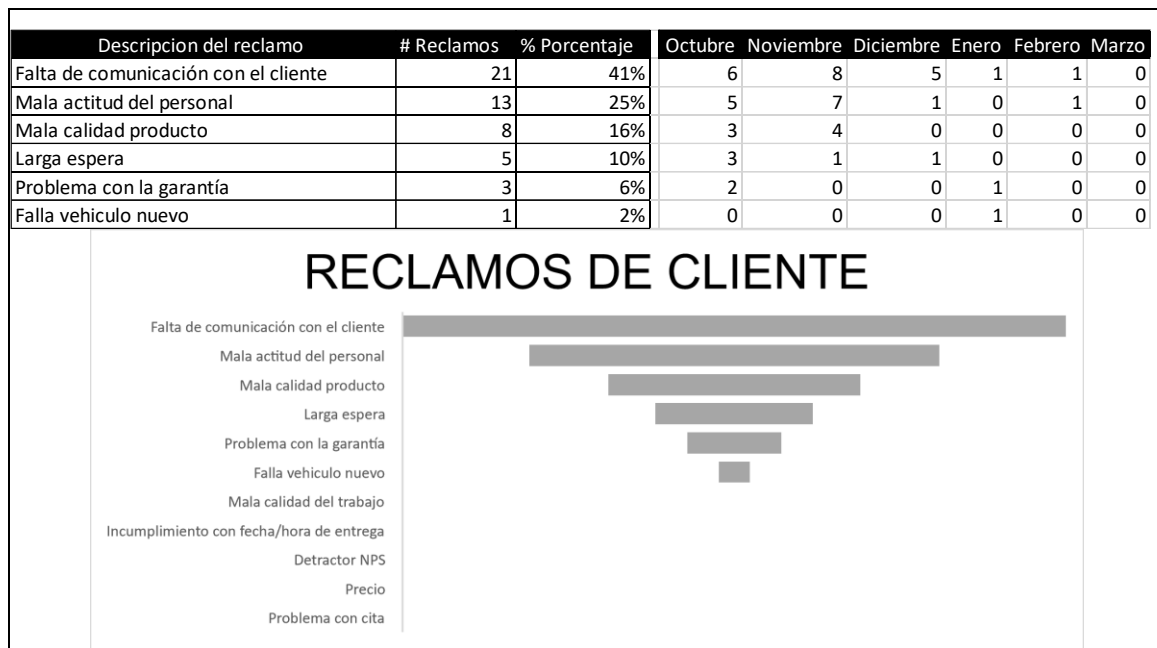 Descripcion del reclamo # Reclamos % Porcentaje Octubre Noviembre Diciembre Enero Febrero Marzo
Falta de comunicación con el cliente 21 41% 6 8 5 1 1 0
Mala actitud del personal 13 25% 5 7 1 0 1 0
Mala calidad producto 8 16% 3 4 0 0 0 0
Larga espera 5 10% 3 1 1 0 0 0
Problema con la garantía 3 6% 2 0 0 1 0 0
Falla vehiculo nuevo 1 2% 0 0 0 1 0 0
RECLAMOS DE CLIENTE
Falta de comunicación con el cliente
Mala actitud del personal
Mala calidad producto
Larga espera
Problema con la garantía
Falla vehiculo nuevo
Mala calidad del trabajo
Incumplimiento con fecha/hora de entrega
Detractor NPS
Precio
Problema con cita